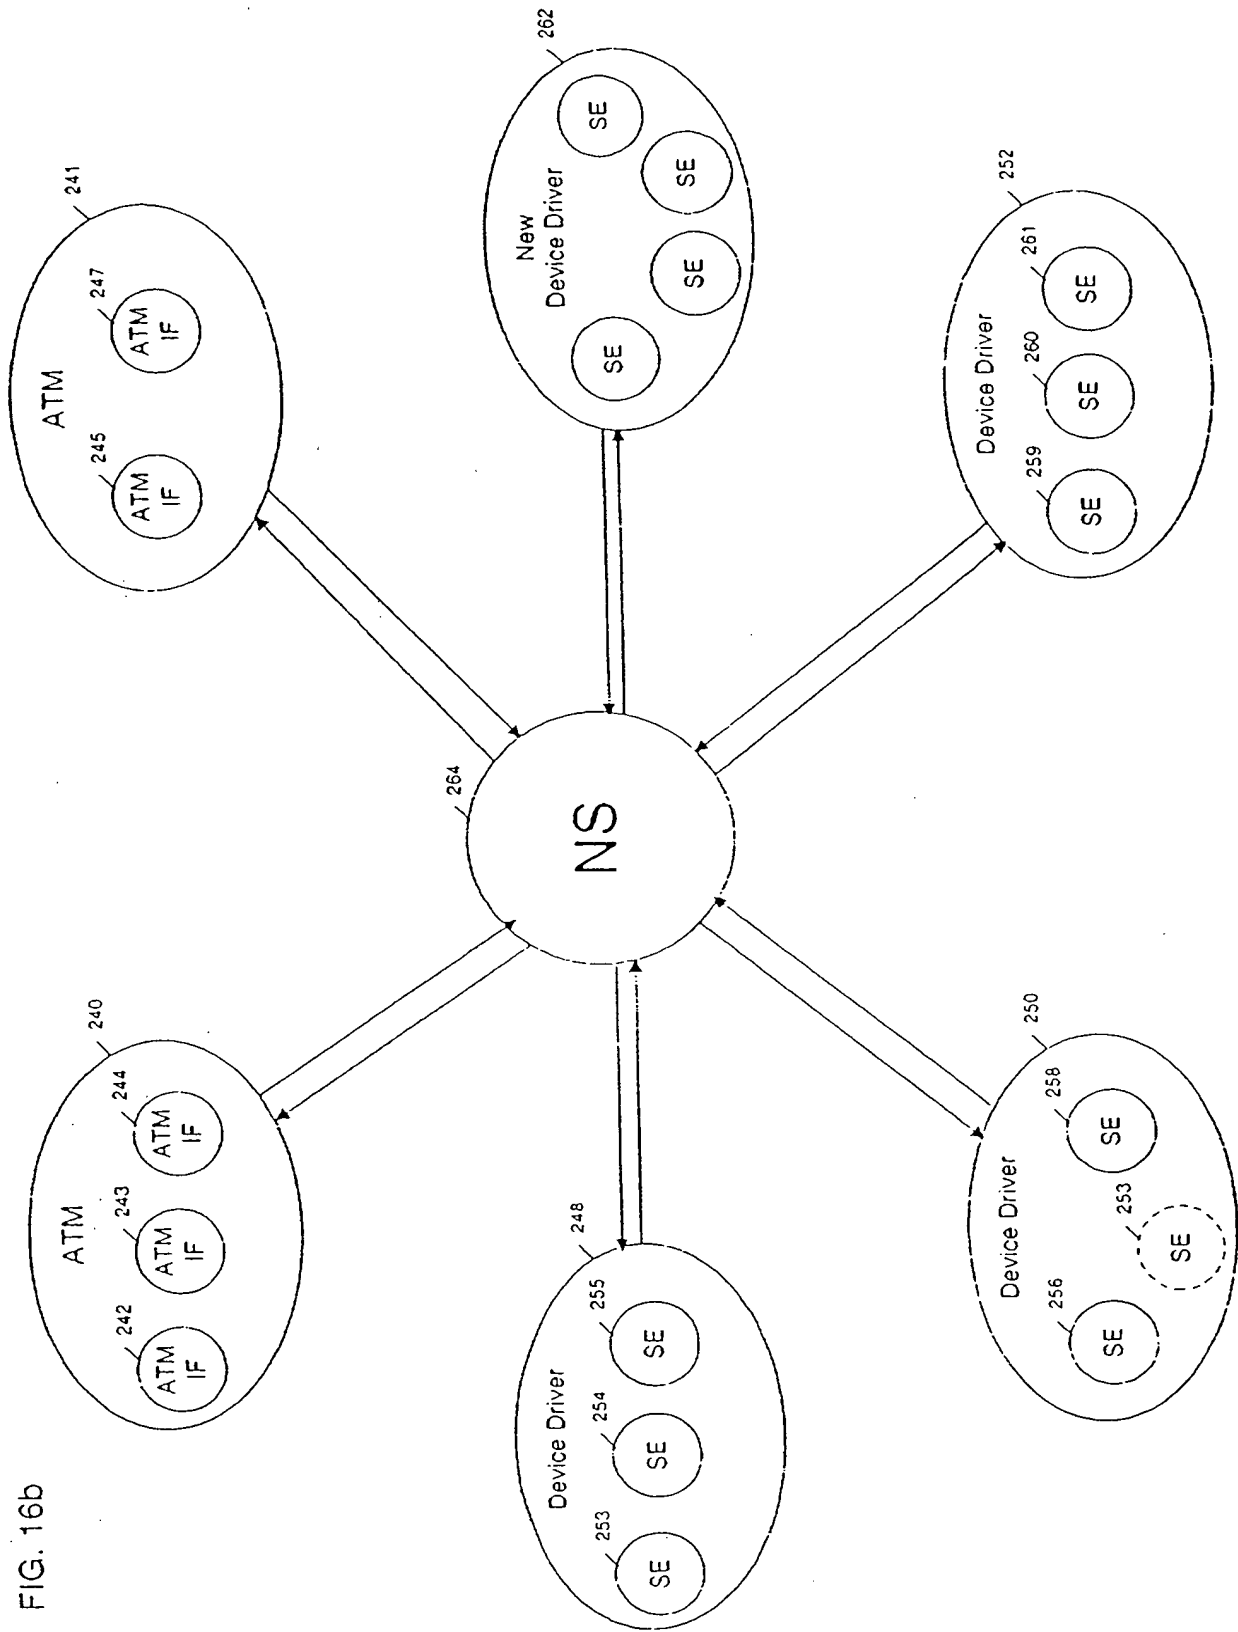 FIG. 16b
240
ATM
242
243
244
ATM
IF
ATM
IF
ATM
IF
241
ATM
245
247
ATM
IF
ATM
IF
248
Device Driver
253
254
255
SE
SE
SE
264
NS
262
New
Device Driver
SE
SE
SE
SE
250
Device Driver
256
253
258
SE
SE
SE
252
Device Driver
259
260
261
SE
SE
SE